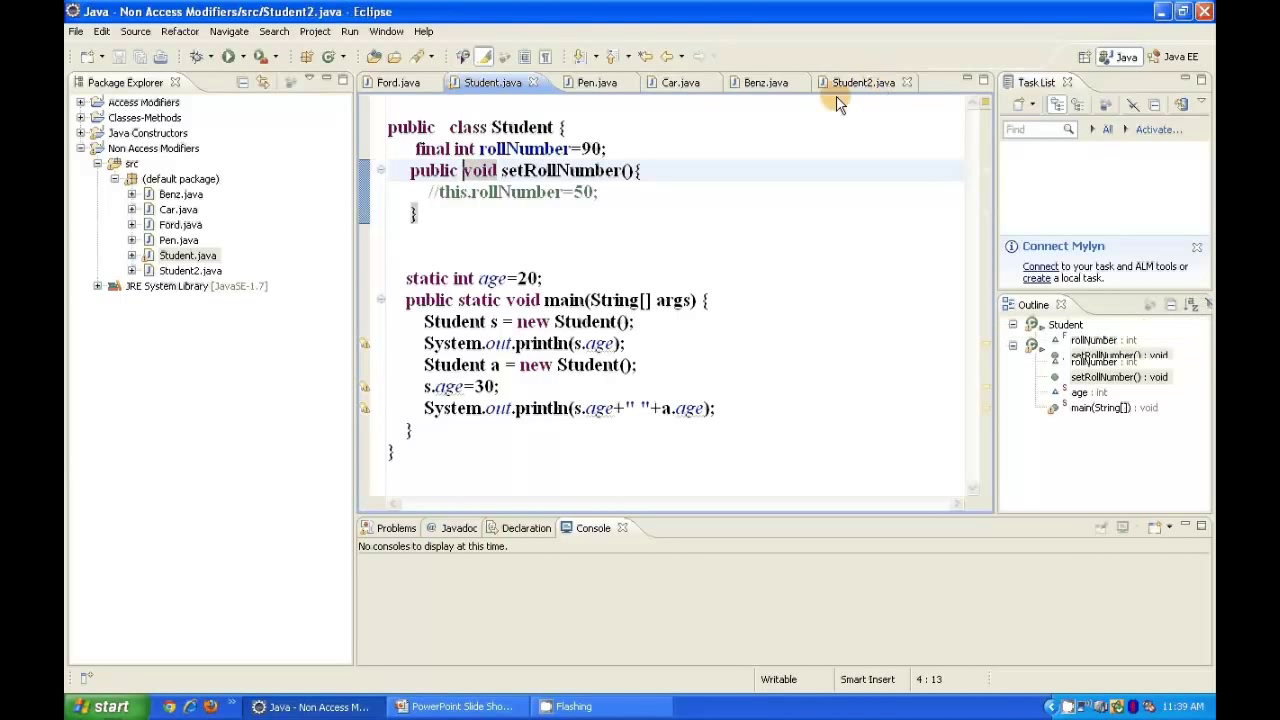 Java - Non Access Modifiers/src/Student2.java - Eclipse
File Edit Source Refactor Navigate Search Project Run Window Help
Java Java EE
Package Explorer
Access Modifiers
Classes-Methods
Java Constructors
Non Access Modifiers
src
(default package)
Benz.java
Car.java
Ford.java
Pen.java
Student.java
Student2.java
JRE System Library [JavaSE-1.7]
Ford.java Student.java Pen.java Car.java Benz.java Student2.java
public class Student {
final int rollNumber=90;
public void setRollNumber(){
//this.rollNumber=50;
}
static int age=20;
public static void main(String[] args) {
Student s = new Student();
System.out.println(s.age);
Student a = new Student();
s.age=30;
System.out.println(s.age+" "+a.age);
}
}
Task List
Find All Activate...
Connect Mylyn
Connect to your task and ALM tools or
create a local task.
Outline
Student
rollNumber : int
setRollNumber() : void
rollNumber : int
setRollNumber() : void
age : int
main(String[]) : void
Problems Javadoc Declaration Console
No consoles to display at this time.
Writable Smart Insert 4 : 13
start Java - Non Access M... PowerPoint Slide Sho... Flashing 11:39 AM